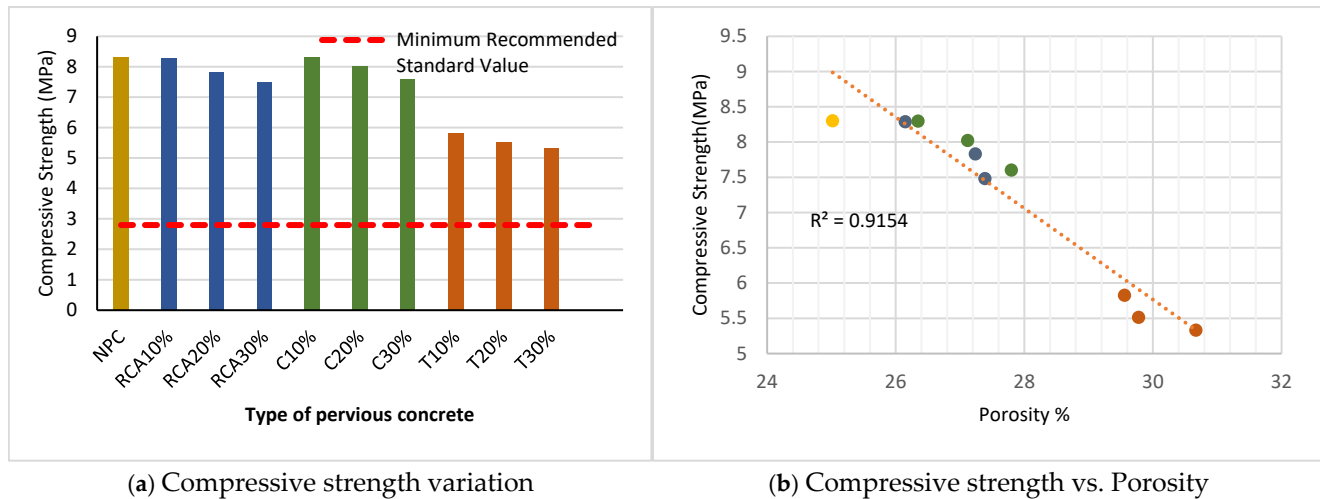 9
8
7
6
5
4
3
2
1
0
Compressive Strength (MPa)
Minimum Recommended
Standard Value
NPC
RCA10%
RCA20%
RCA30%
C10%
C20%
C30%
T10%
T20%
T30%
Type of pervious concrete
(a) Compressive strength variation
9.5
9
8.5
8
7.5
7
6.5
6
5.5
5
Compressive Strength(MPa)
R² = 0.9154
24 26 28 30 32
Porosity %
(b) Compressive strength vs. Porosity